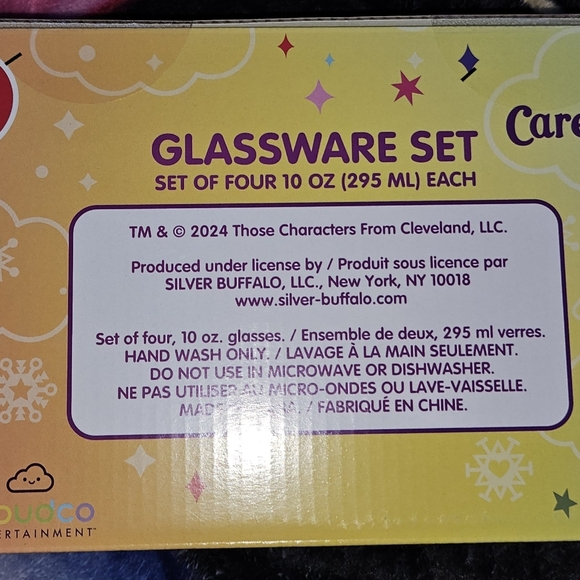 Care
GLASSWARE SET
SET OF FOUR 10 OZ (295 ML) EACH
TM & © 2024 Those Characters From Cleveland, LLC.
Produced under license by / Produit sous licence par
SILVER BUFFALO, LLC., New York, NY 10018
www.silver-buffalo.com
Set of four, 10 oz. glasses. / Ensemble de deux, 295 ml verres.
HAND WASH ONLY. / LAVAGE À LA MAIN SEULEMENT.
DO NOT USE IN MICROWAVE OR DISHWASHER.
NE PAS UTILISER AU MICRO-ONDES OU LAVE-VAISSELLE.
MADE / FABRIQUÉ EN CHINE.
oudco
ERTAINMENT™